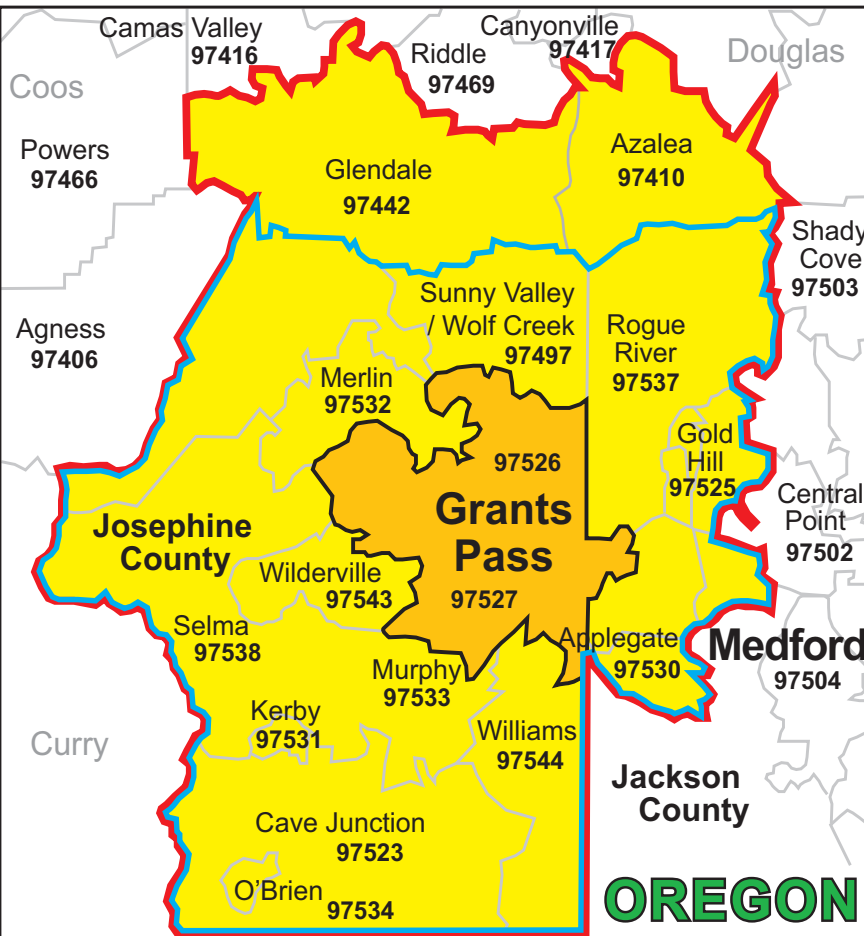 Camas Valley
97416
Canyonville
97417
Riddle
97469
Douglas
Coos
Powers
97466
Glendale
97442
Azalea
97410
Shady
Cove
97503
Agness
97406
Sunny Valley
/ Wolf Creek
97497
Rogue
River
97537
Merlin
97532
Gold
Hill
97525
97526
Grants
Pass
97527
Central
Point
97502
Josephine
County
Wilderville
97543
Selma
97538
Applegate
97530
Medford
97504
Murphy
97533
Kerby
97531
Williams
97544
Curry
Jackson
County
Cave Junction
97523
O'Brien
97534
OREGON